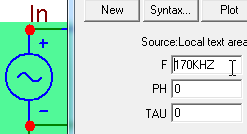 In
+
-
New Syntax... Plot
Source:Local text area
F 170KHZ
PH 0
TAU 0